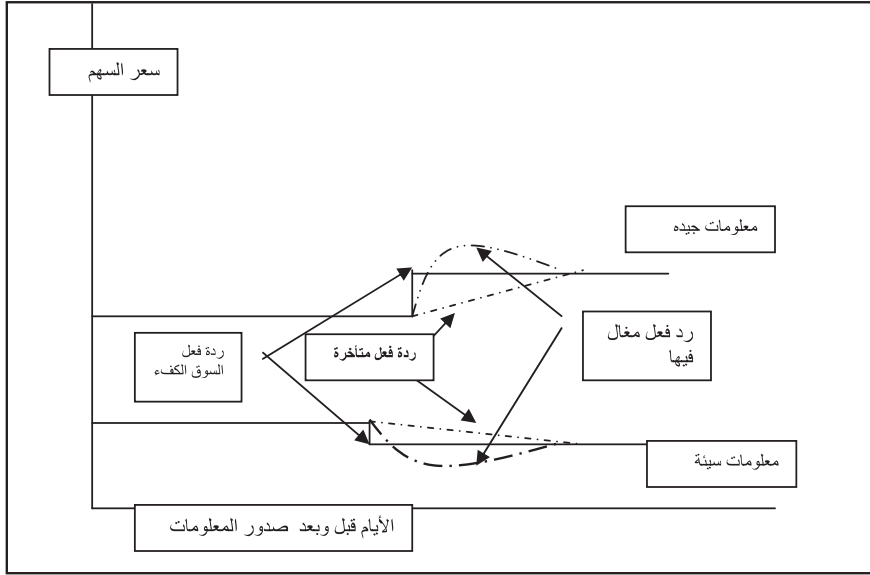 سعر السهم
معلومات جيده
رد فعل مغال
فيها
ردة فعل متأخرة
ردة فعل
السوق الكفء
معلومات سيئة
الأيام قبل وبعد صدور المعلومات